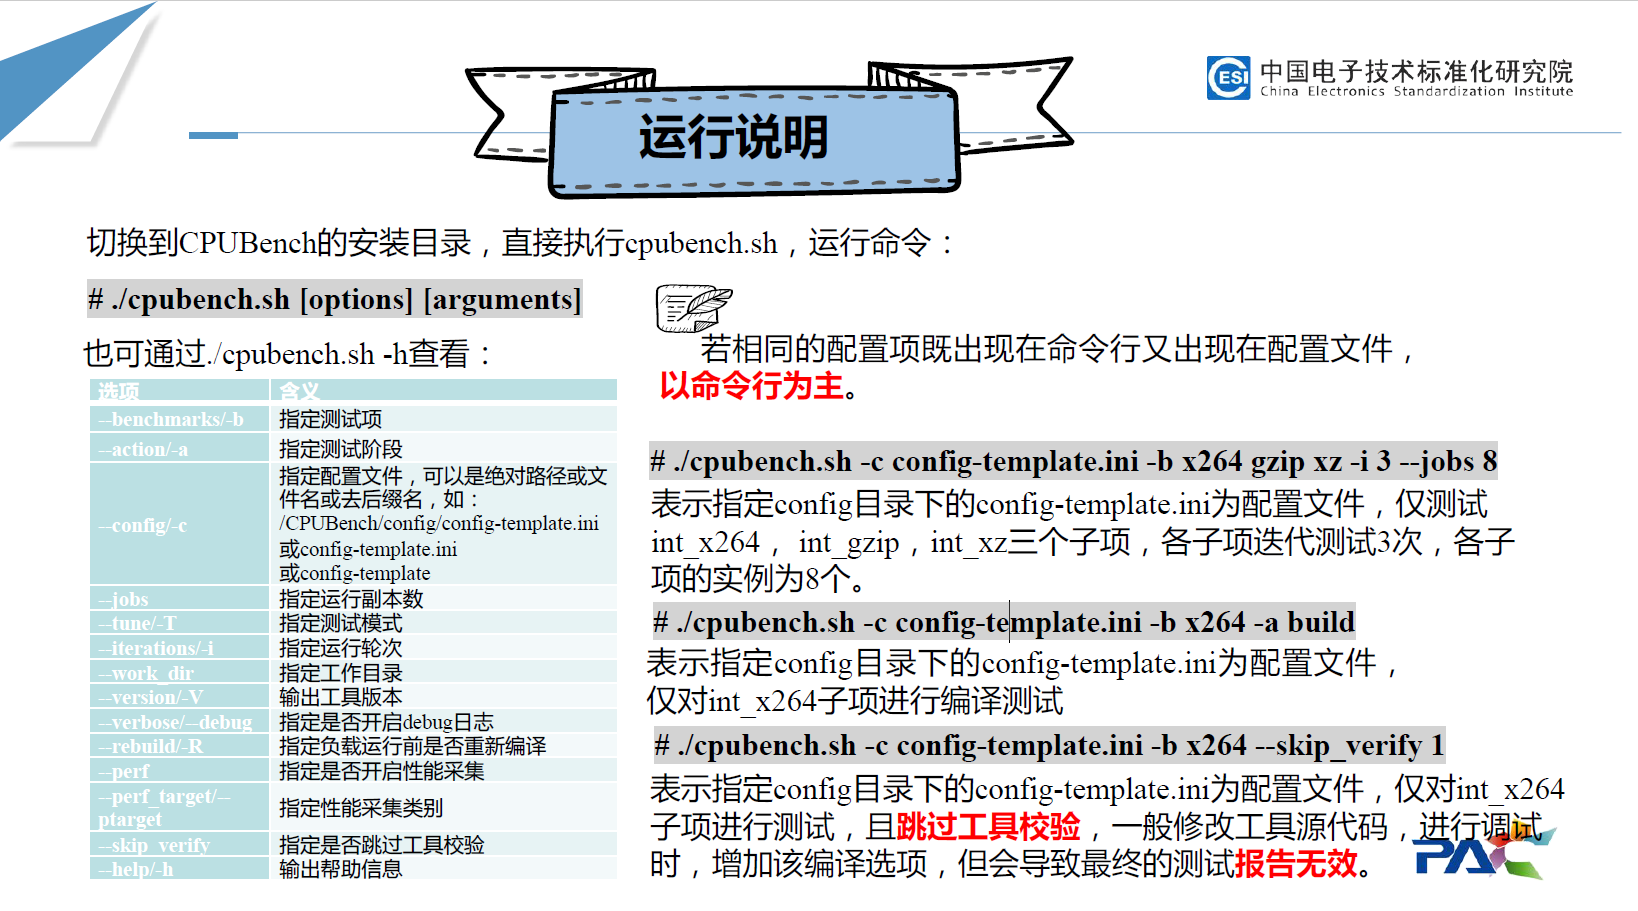 中国电子技术标准化研究院
China Electronics Standardization Institute
CESI
运行说明
切换到CPUBench的安装目录，直接执行cpubench.sh，运行命令：
# ./cpubench.sh [options] [arguments]
也可通过./cpubench.sh -h查看：
选项 含义
--benchmarks/-b 指定测试项
--action/-a 指定测试阶段
--config/-c 指定配置文件，可以是绝对路径或文
件名或去后缀名，如：
/CPUBench/config/config-template.ini
或config-template.ini
或config-template
--jobs 指定运行副本数
--tune/-T 指定测试模式
--iterations/-i 指定运行轮次
--work_dir 指定工作目录
--version/-V 输出工具版本
--verbose/--debug 指定是否开启debug日志
--rebuild/-R 指定负载运行前是否重新编译
--perf 指定是否开启性能采集
--perf_target/--
ptarget 指定性能采集类别
--skip_verify 指定是否跳过工具校验
--help/-h 输出帮助信息
若相同的配置项既出现在命令行又出现在配置文件，
以命令行为主。
# ./cpubench.sh -c config-template.ini -b x264 gzip xz -i 3 --jobs 8
表示指定config目录下的config-template.ini为配置文件，仅测试
int_x264， int_gzip，int_xz三个子项，各子项迭代测试3次，各子
项的实例为8个。
# ./cpubench.sh -c config-template.ini -b x264 -a build
表示指定config目录下的config-template.ini为配置文件，
仅对int_x264子项进行编译测试
# ./cpubench.sh -c config-template.ini -b x264 --skip_verify 1
表示指定config目录下的config-template.ini为配置文件，仅对int_x264
子项进行测试，且跳过工具校验，一般修改工具源代码，进行调试
时，增加该编译选项，但会导致最终的测试报告无效。
PAC